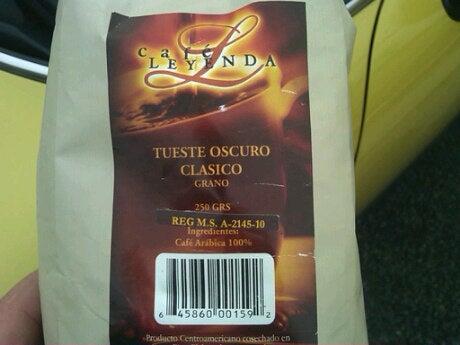 café
LEYENDA
TUESTE OSCURO
CLASICO
GRANO
250 GRS
REG M.S. A-2145-10
Ingredientes:
Café Arábica 100%
6 45860 00159 2
Producto Centroamericano cosechado en